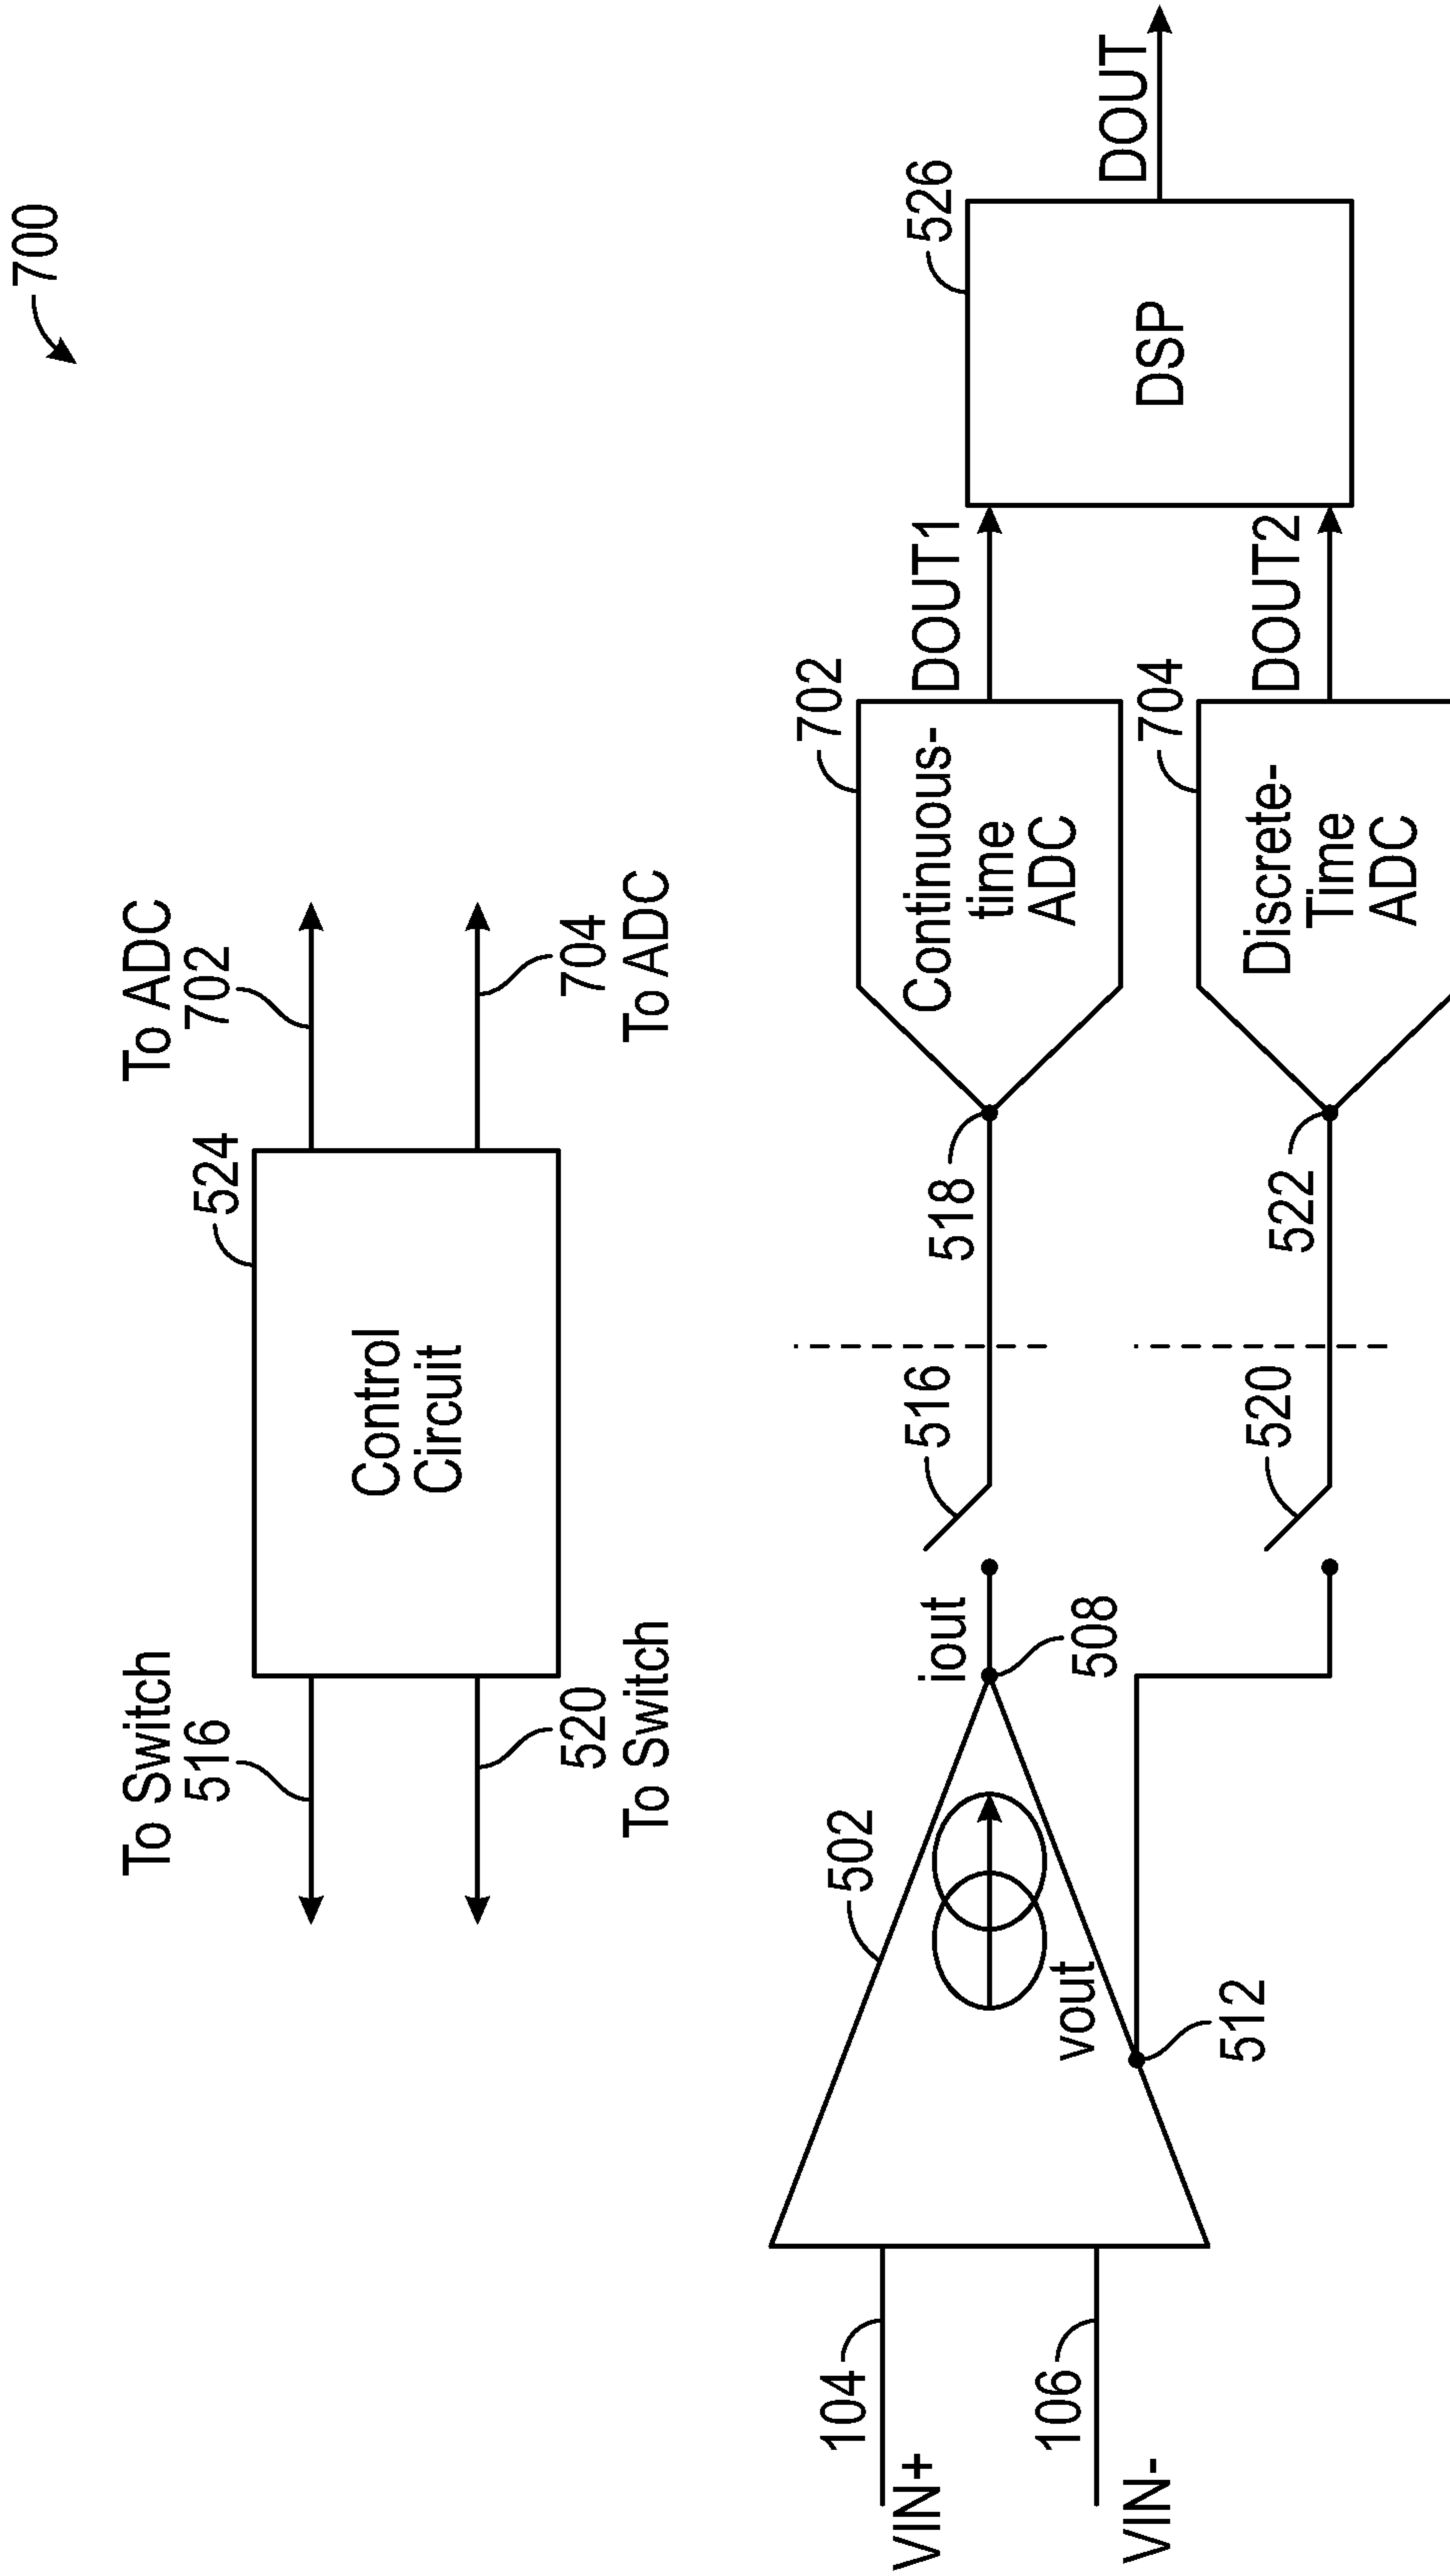 700
To ADC
702
704
To ADC
524
Control
Circuit
To Switch
516
520
To Switch
DOUT
526
DSP
DOUT1
DOUT2
702
Continuous-
time
ADC
704
Discrete-
Time
ADC
518
522
516
520
iout
508
502
vout
512
104
VIN+
106
VIN-